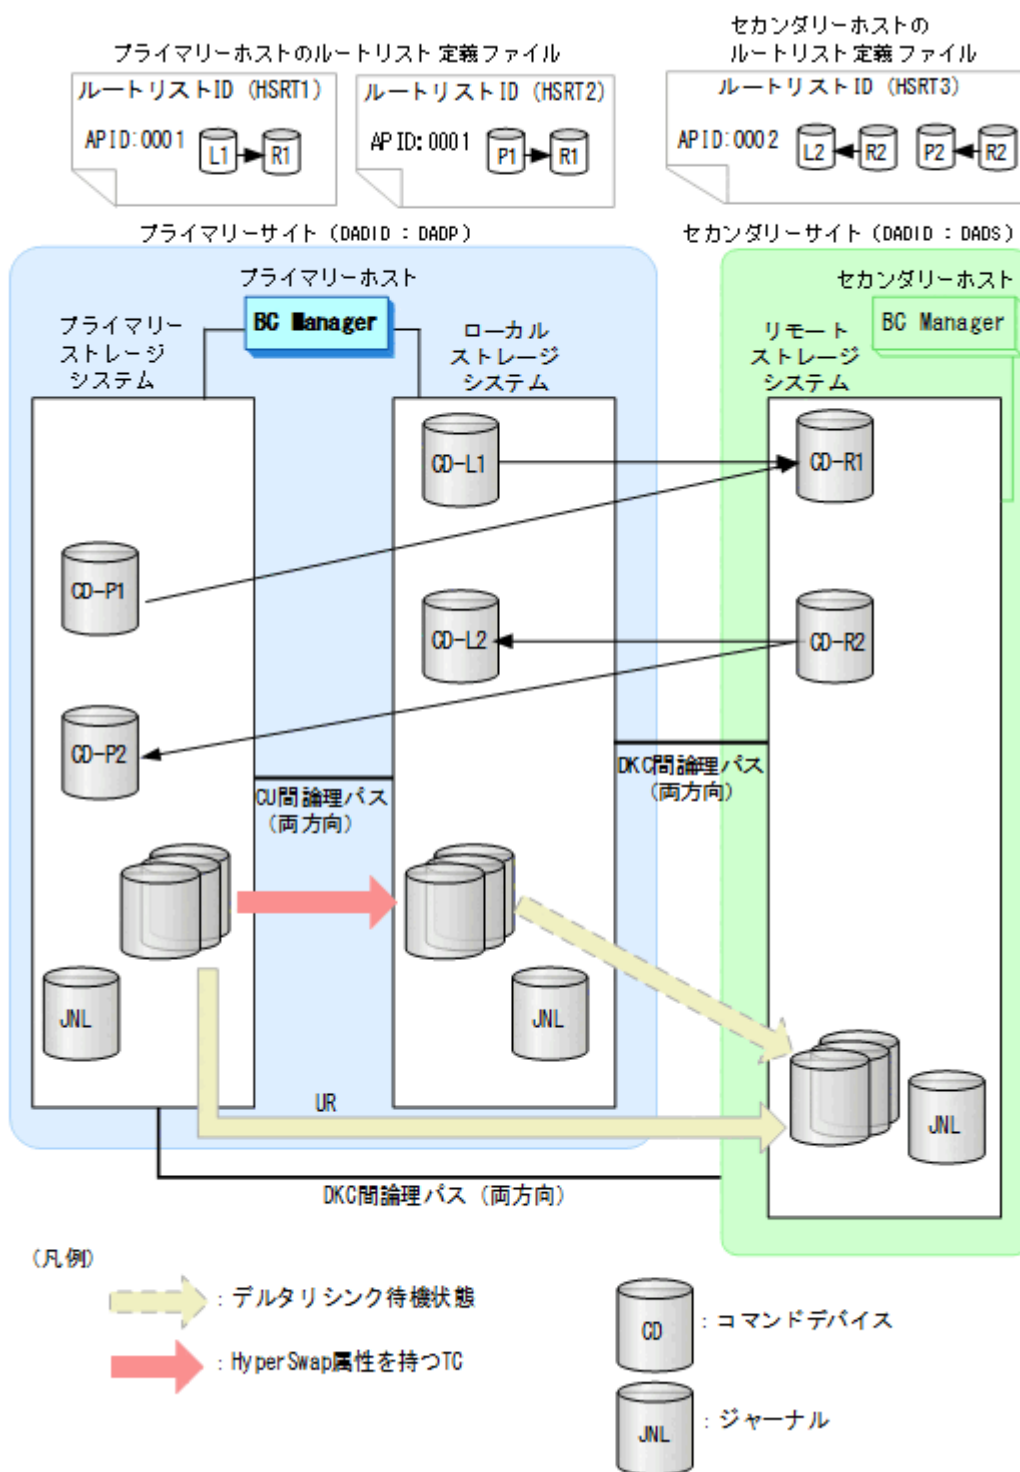 プライマリーホストのルートリスト定義ファイル
セカンダリーホストの
ルートリスト定義ファイル
ルートリストID (HSRT1)
APID:0001
L1
R1
ルートリストID (HSRT2)
APID:0001
P1
R1
ルートリストID (HSRT3)
APID:0002
L2
R2
P2
R2
プライマリーサイト (DADID : DADP)
セカンダリーサイト (DADID : DADS)
プライマリーホスト
BC Manager
セカンダリーホスト
BC Manager
プライマリー
ストレージ
システム
ローカル
ストレージ
システム
リモート
ストレージ
システム
CD-L1
CD-R1
CD-P1
CD-L2
CD-R2
CD-P2
CU間論理パス
(両方向)
DKC間論理パス
(両方向)
JNL
JNL
JNL
UR
DKC間論理パス (両方向)
(凡例)
: デルタリシンク待機状態
: HyperSwap属性を持つTC
CD
: コマンドデバイス
JNL
: ジャーナル